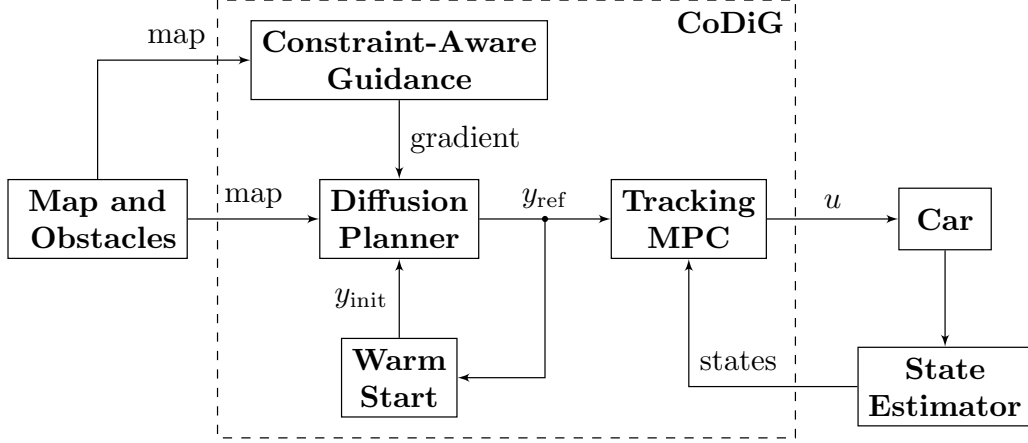 CoDiG
map
Constraint-Aware
Guidance
gradient
Map and
Obstacles
map
Diffusion
Planner
y_ref
Tracking
MPC
u
Car
y_init
Warm
Start
states
State
Estimator